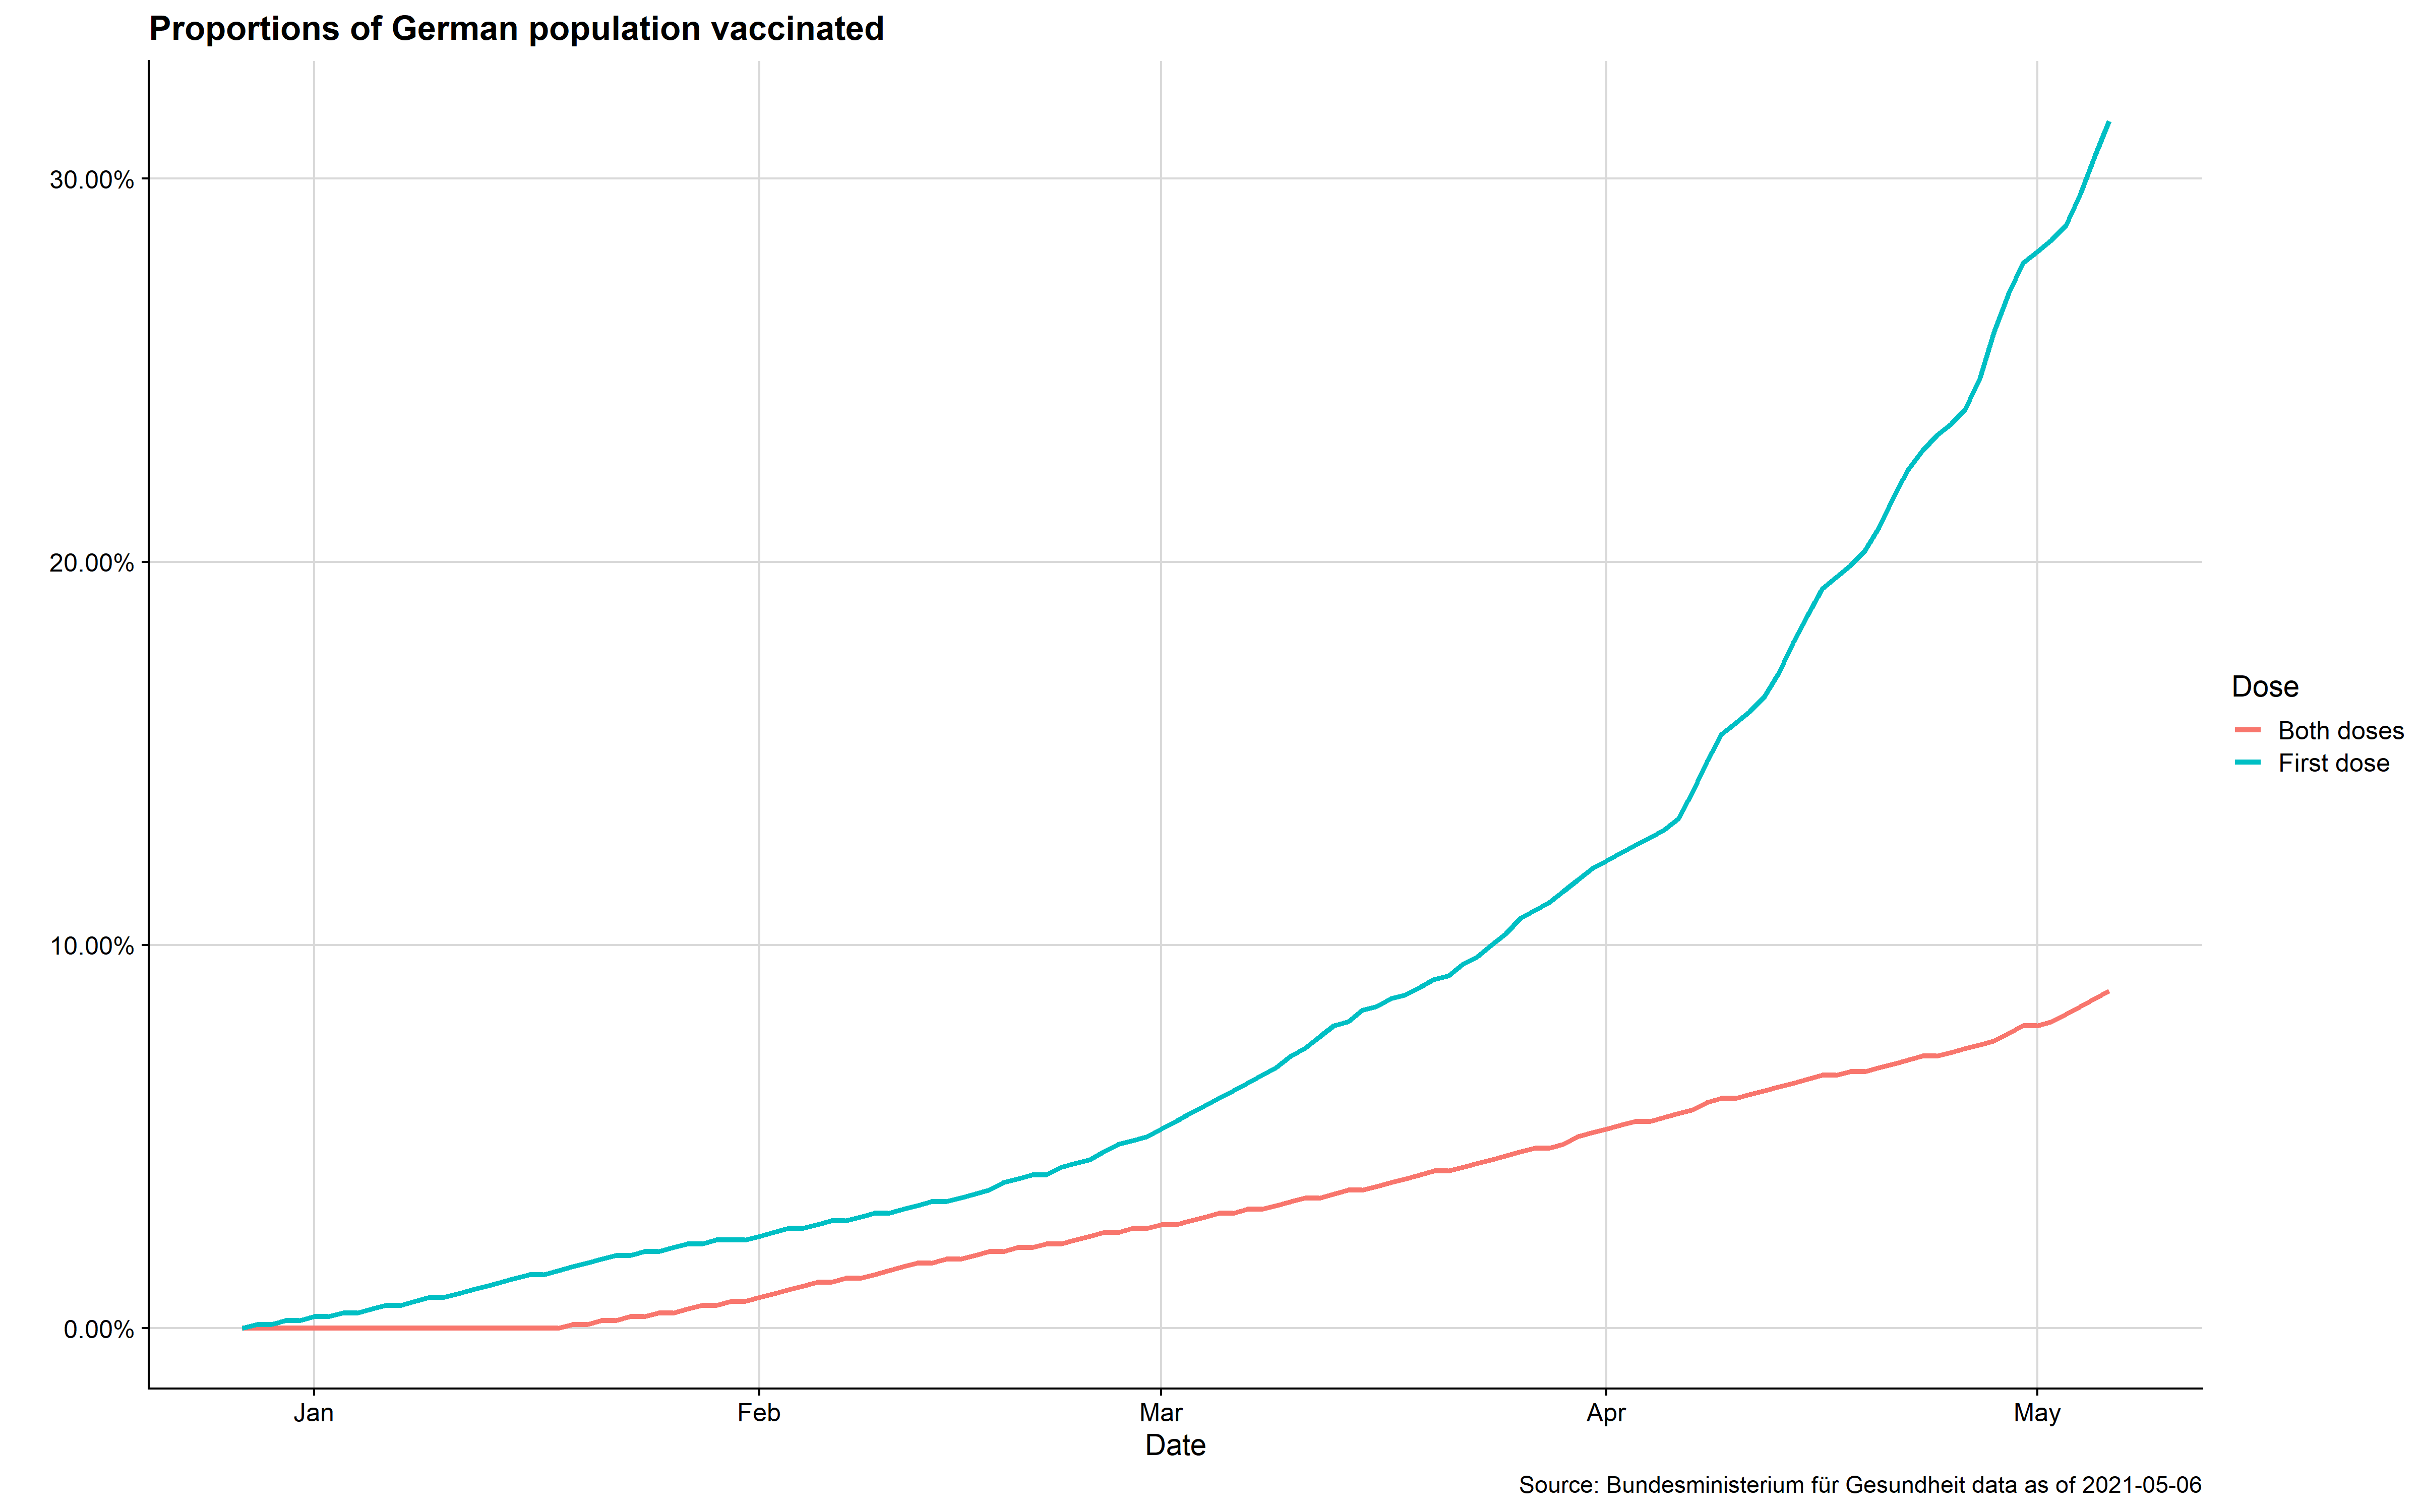 Proportions of German population vaccinated
30.00%
20.00%
10.00%
0.00%
Jan
Feb
Mar
Apr
May
Date
Dose
Both doses
First dose
Source: Bundesministerium für Gesundheit data as of 2021-05-06